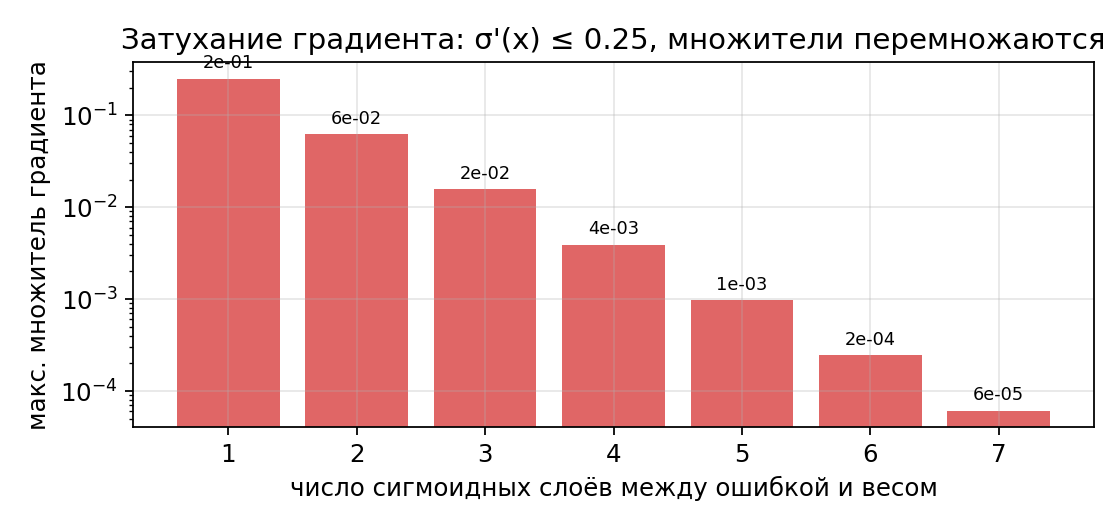 Затухание градиента: σ'(x) ≤ 0.25, множители перемножаются
макс. множитель градиента
10⁻¹
10⁻²
10⁻³
10⁻⁴
2e-01
6e-02
2e-02
4e-03
1e-03
2e-04
6e-05
1 2 3 4 5 6 7
число сигмоидных слоёв между ошибкой и весом